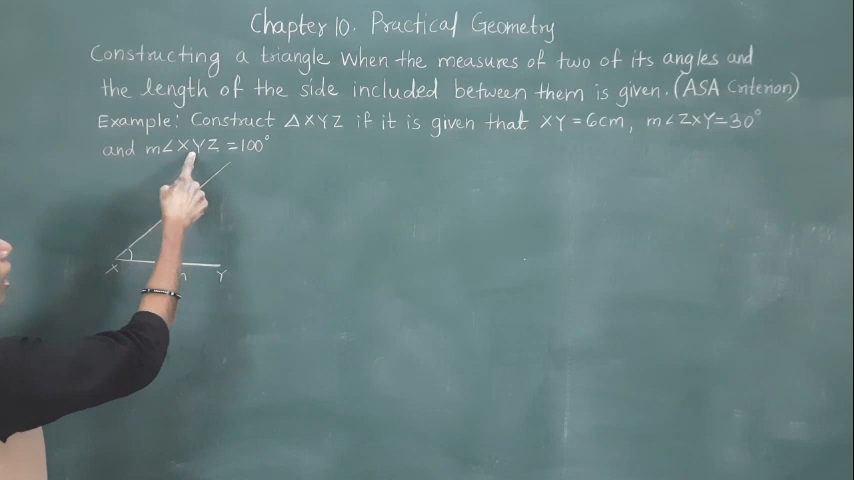 Chapter 10. Practical Geometry
Constructing a triangle when the measures of two of its angles and
the length of the side included between them is given. (ASA Criterion)
Example: Construct △XYZ if it is given that XY = 6cm, m∠ZXY = 30°
and m∠XYZ = 100°
X Y